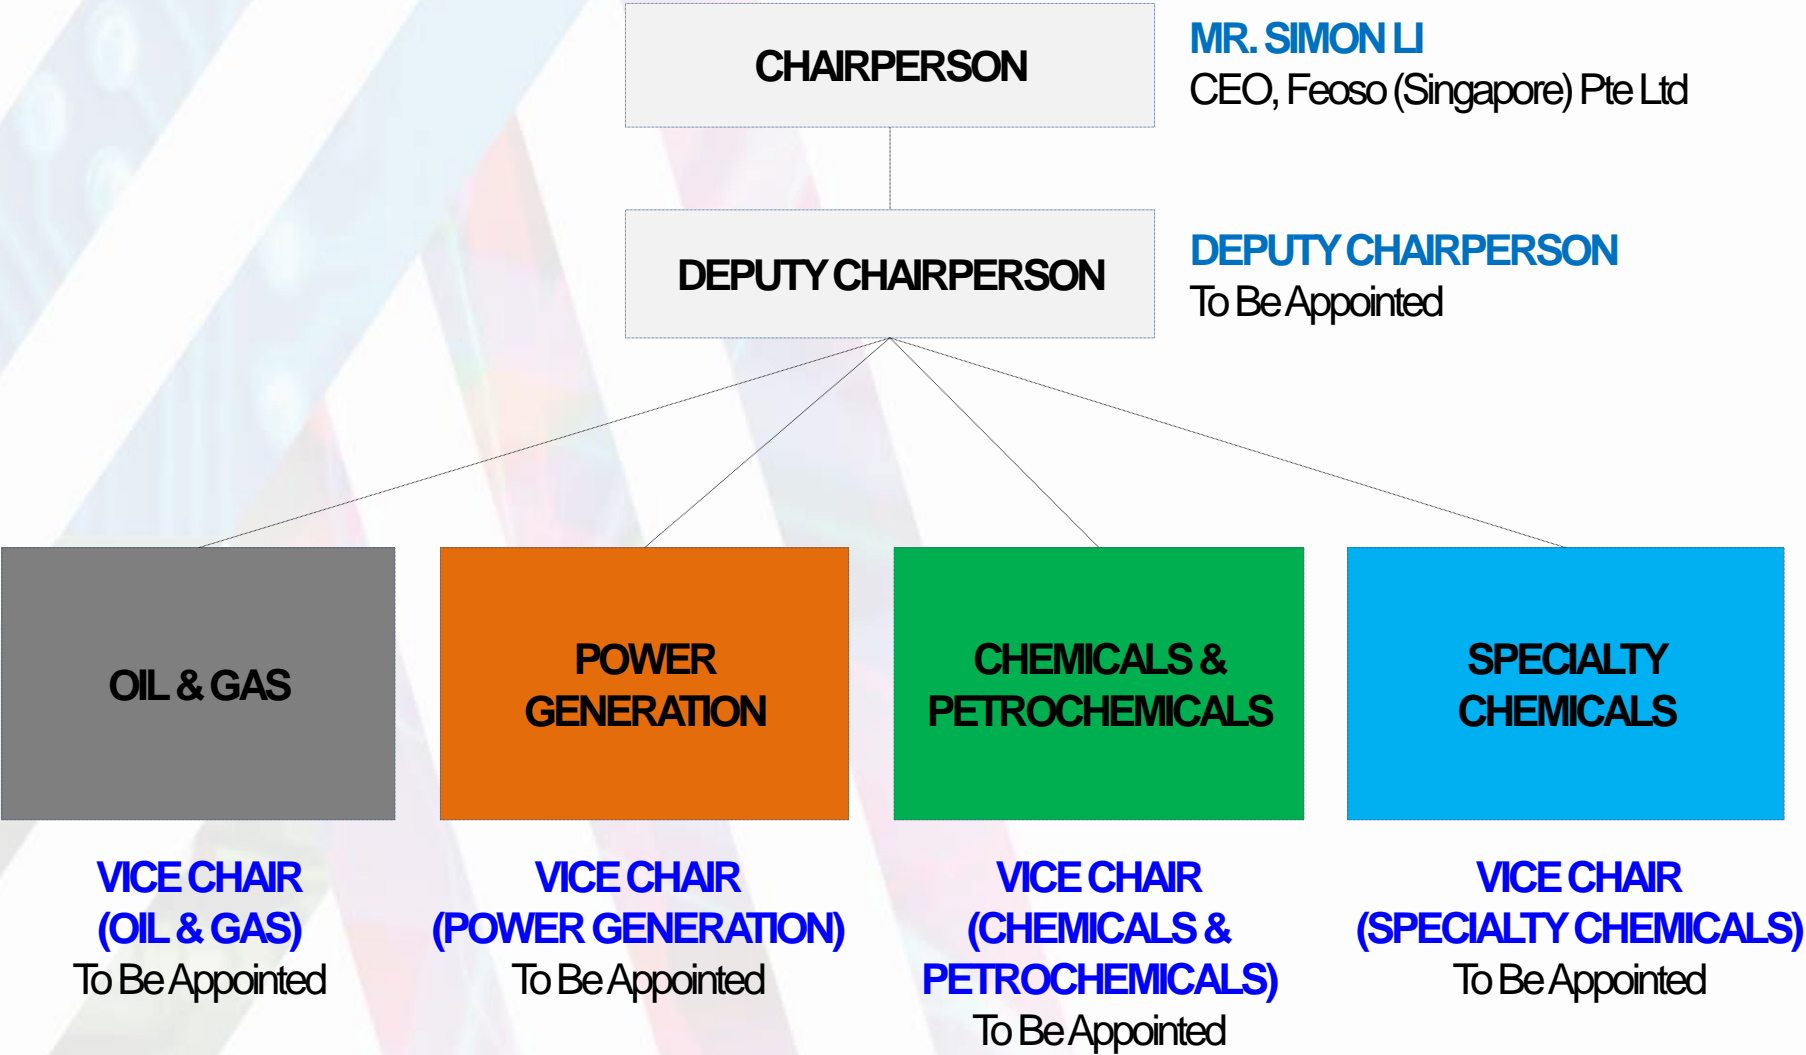 CHAIRPERSON
MR. SIMON LI
CEO, Feoso (Singapore) Pte Ltd
DEPUTY CHAIRPERSON
DEPUTY CHAIRPERSON
To Be Appointed
OIL & GAS
POWER
GENERATION
CHEMICALS &
PETROCHEMICALS
SPECIALTY
CHEMICALS
VICE CHAIR
(OIL & GAS)
To Be Appointed
VICE CHAIR
(POWER GENERATION)
To Be Appointed
VICE CHAIR
(CHEMICALS &
PETROCHEMICALS)
To Be Appointed
VICE CHAIR
(SPECIALTY CHEMICALS)
To Be Appointed